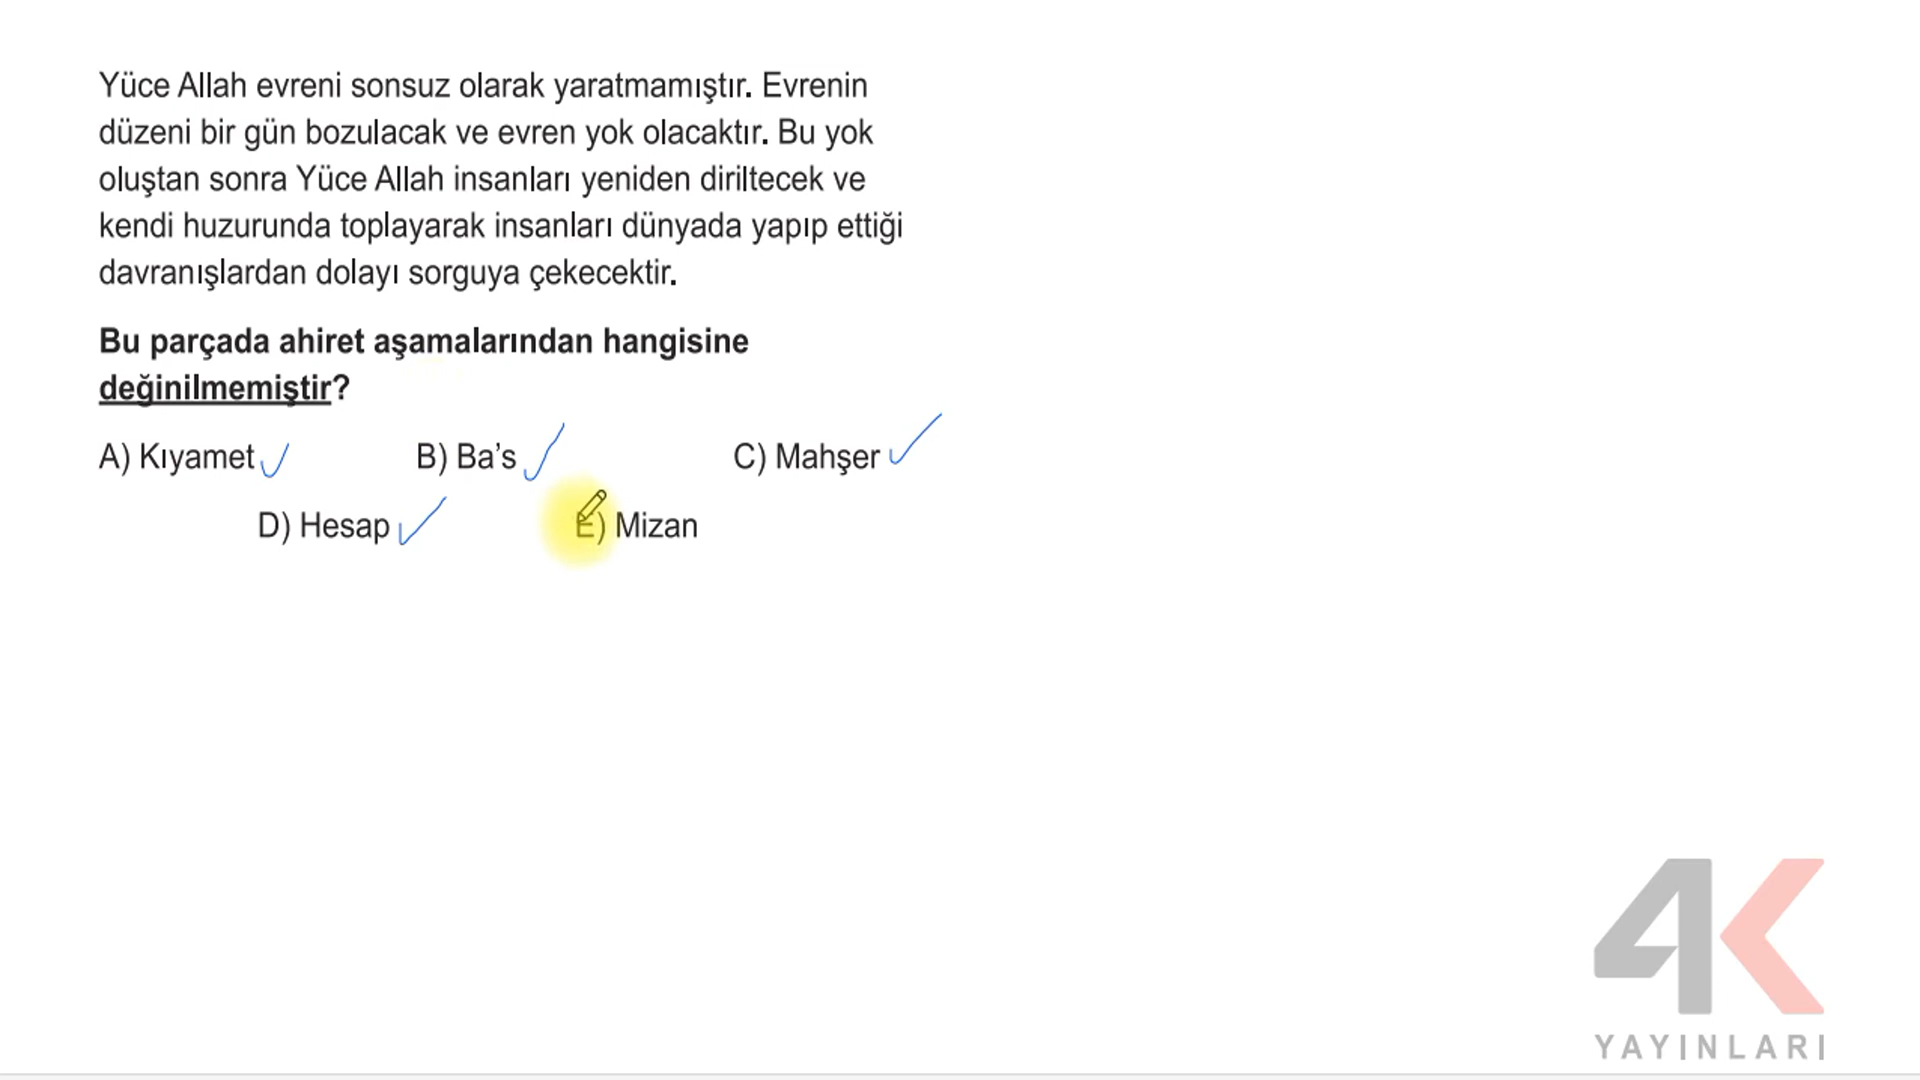 Yüce Allah evreni sonsuz olarak yaratmamıştır. Evrenin
düzeni bir gün bozulacak ve evren yok olacaktır. Bu yok
oluştan sonra Yüce Allah insanları yeniden diriltecek ve
kendi huzurunda toplayarak insanları dünyada yapıp ettiği
davranışlardan dolayı sorguya çekecektir.
Bu parçada ahiret aşamalarından hangisine
değinilmemiştir?
A) Kıyamet B) Ba’s C) Mahşer
D) Hesap E) Mizan
4K
YAYINLARI